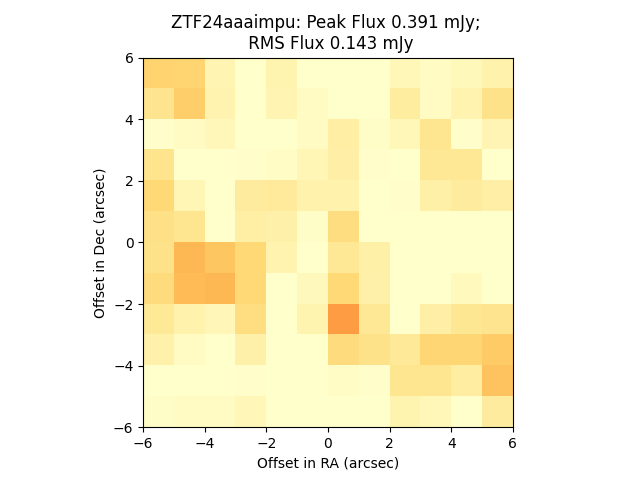 ZTF24aaaimpu: Peak Flux 0.391 mJy;
RMS Flux 0.143 mJy
6
4
2
0
−2
−4
−6
Offset in Dec (arcsec)
−6 −4 −2 0 2 4 6
Offset in RA (arcsec)